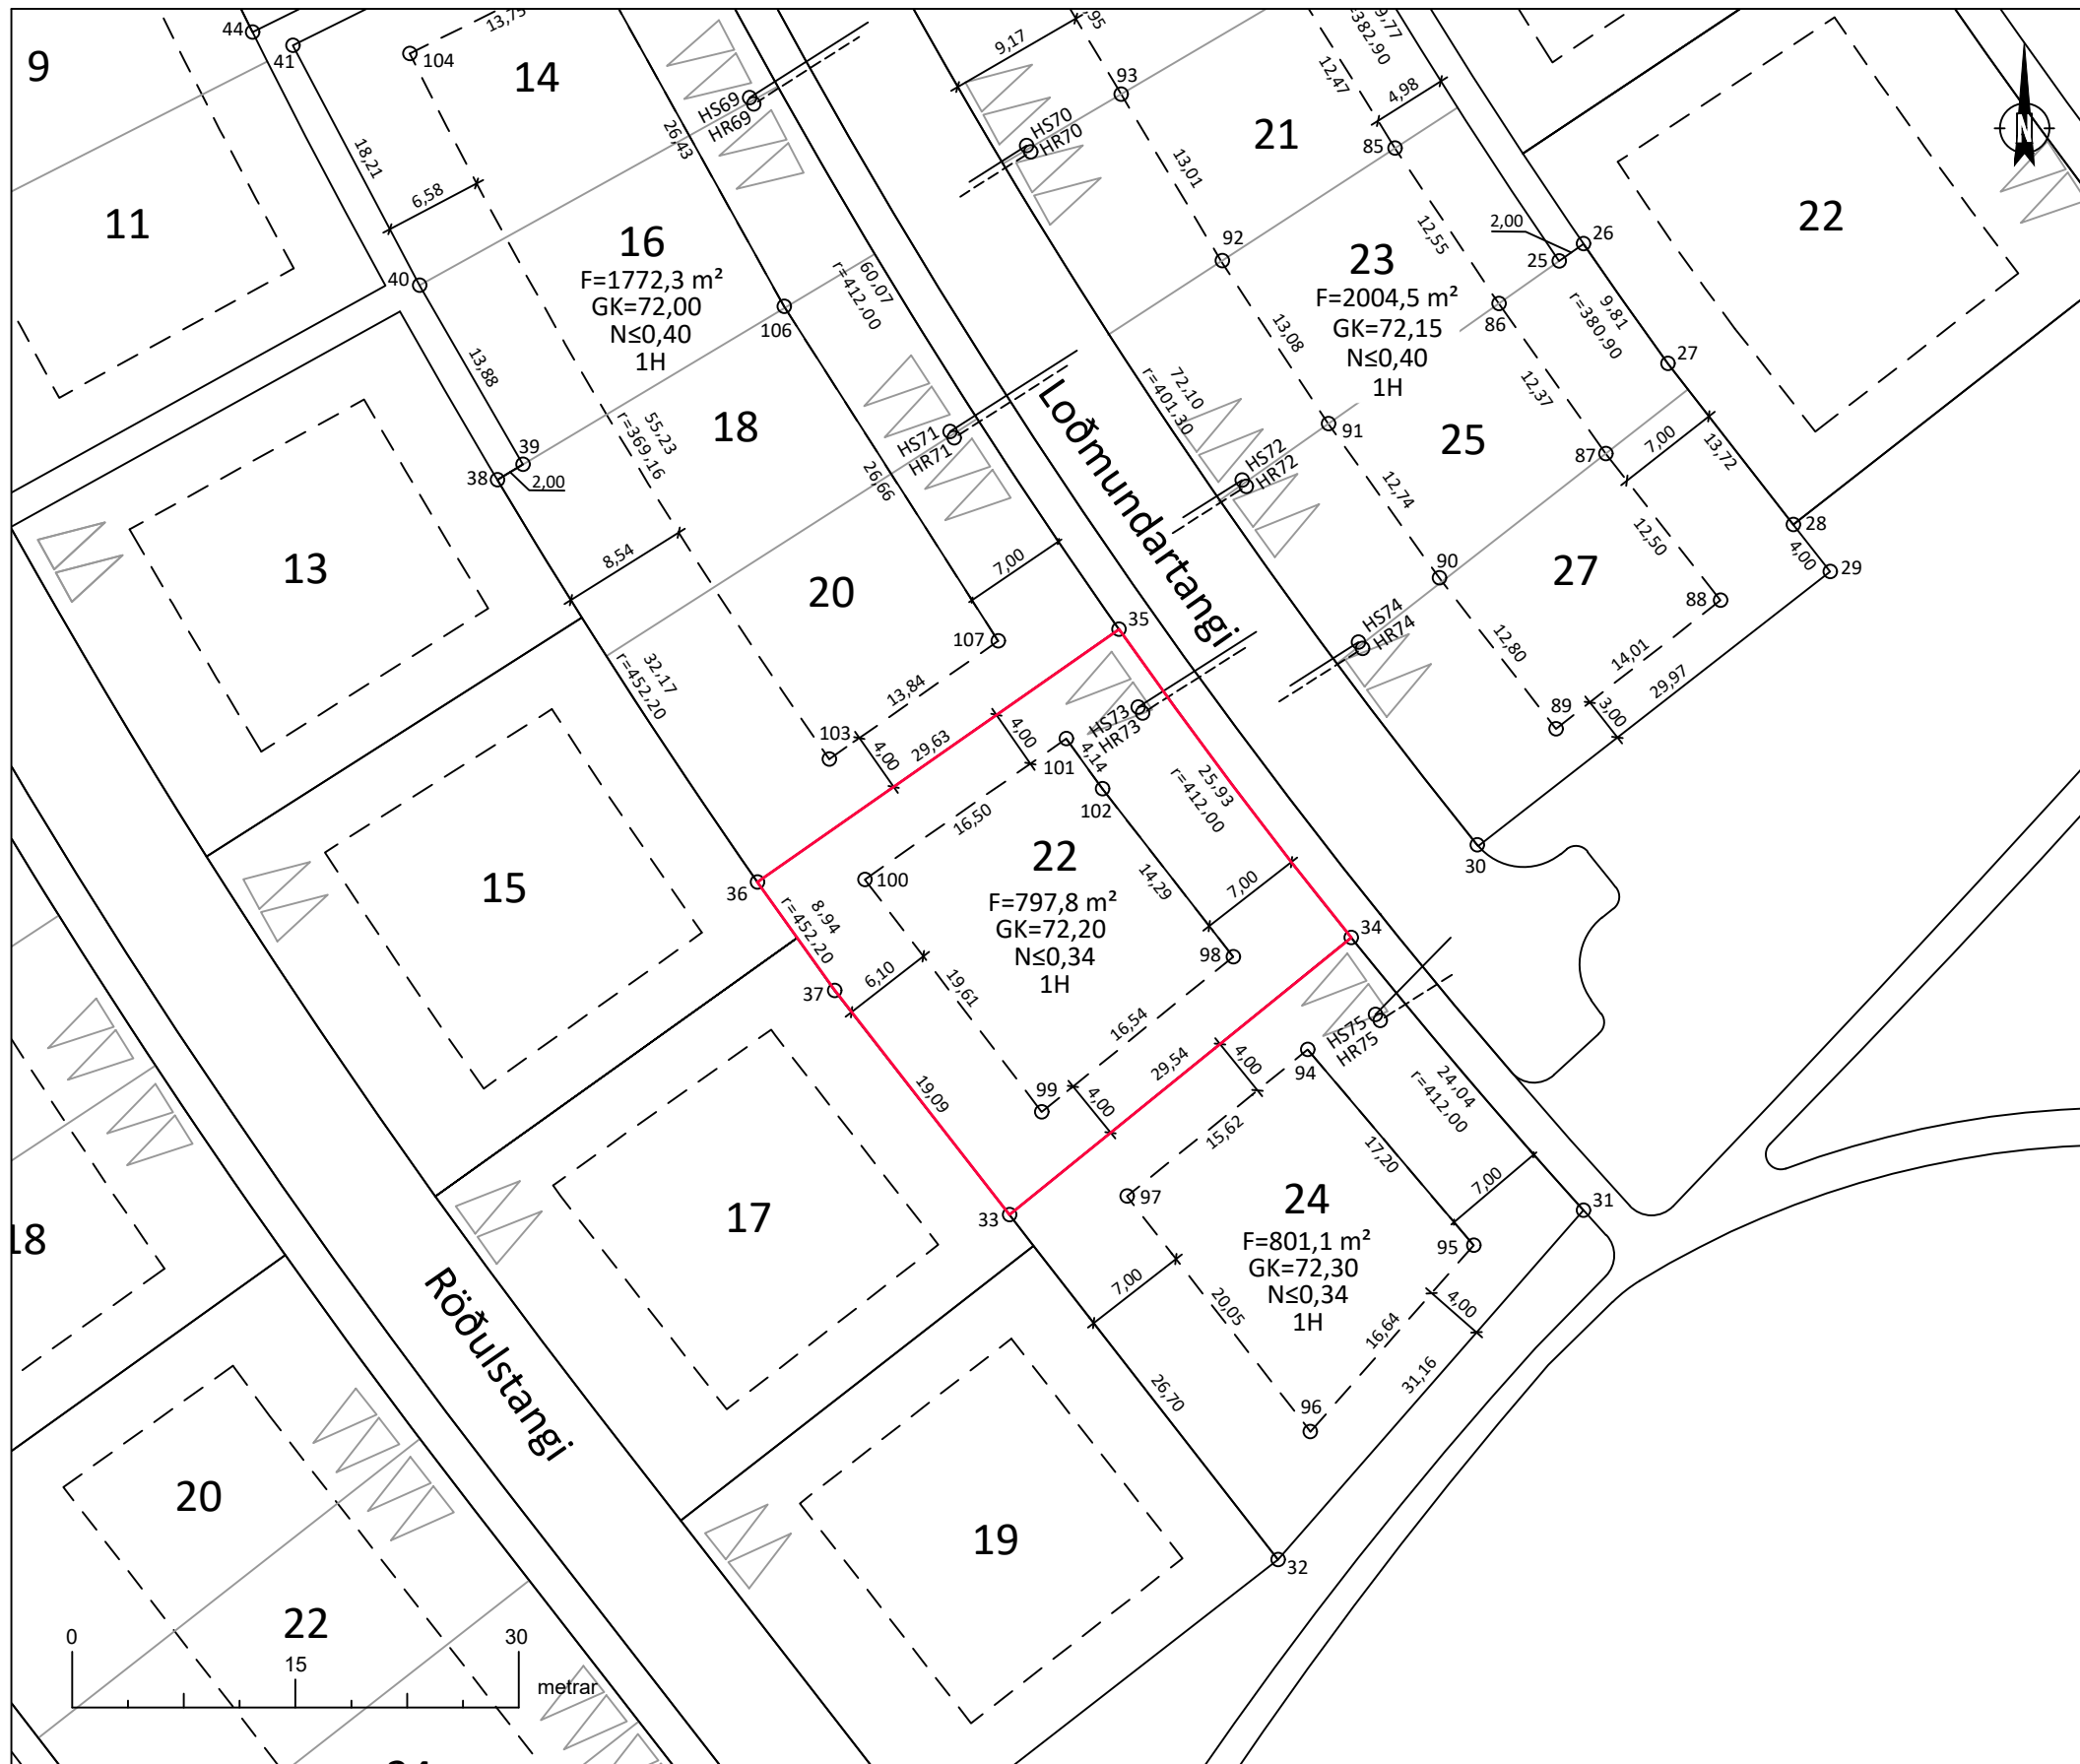 44
41
104
13,75
9
14
HS69
HR69
9,17
,95
93
HS70
HR70
12,47
9,77
r=382,90
4,98
21
85
N
18,21
26,43
6,58
11
16
F=1772,3 m²
GK=72,00
N≤0,40
1H
40
13,01
92
12,55
2,00
25
26
22
23
F=2004,5 m²
GK=72,15
N≤0,40
1H
86
9,81
r=380,90
27
60,07
r=412,00
106
13,88
13,08
12,37
72,10
r=401,30
Loðmundartangi
55,23
r=369,16
18
HS71
HR71
39
38
2,00
26,66
91
25
HS72
HR72
87
7,00
13,72
12,74
12,50
28
4,00
29
13
8,54
7,00
20
90
27
88
35
107
HS74
HR74
12,80
14,01
29,97
32,17
r=452,20
13,84
103
4,00
29,63
4,00
HS73
HR73
101
4,14
102
89
3,00
25,93
r=412,00
16,50
30
15
36
100
22
F=797,8 m²
GK=72,20
N≤0,34
1H
14,29
7,00
8,94
r=452,20
34
98
37
6,10
19,61
16,54
HS75
HR75
29,54
4,00
94
99
4,00
19,09
24,04
r=412,00
15,62
17,20
7,00
97
24
F=801,1 m²
GK=72,30
N≤0,34
1H
31
33
95
17
18
7,00
20,05
4,00
16,64
31,16
Röðulstangi
26,70
96
20
19
32
22
0
15
30
metrar